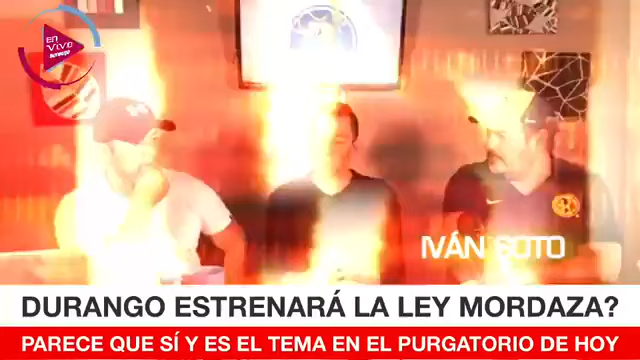 EN
VIVO
DURANGO
IVÁN SOTO
DURANGO ESTRENARÁ LA LEY MORDAZA?
PARECE QUE SÍ Y ES EL TEMA EN EL PURGATORIO DE HOY